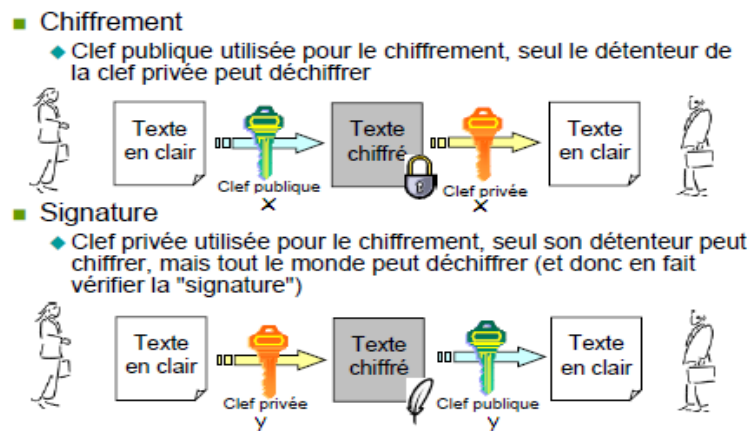 Chiffrement
Clef publique utilisée pour le chiffrement, seul le détenteur de
la clef privée peut déchiffrer
Texte
en clair
Clef publique
x
Texte
chiffré
Clef privée
x
Texte
en clair
Signature
Clef privée utilisée pour le chiffrement, seul son détenteur peut
chiffrer, mais tout le monde peut déchiffrer (et donc en fait
vérifier la "signature")
Texte
en clair
Clef privée
y
Texte
chiffré
Clef publique
y
Texte
en clair